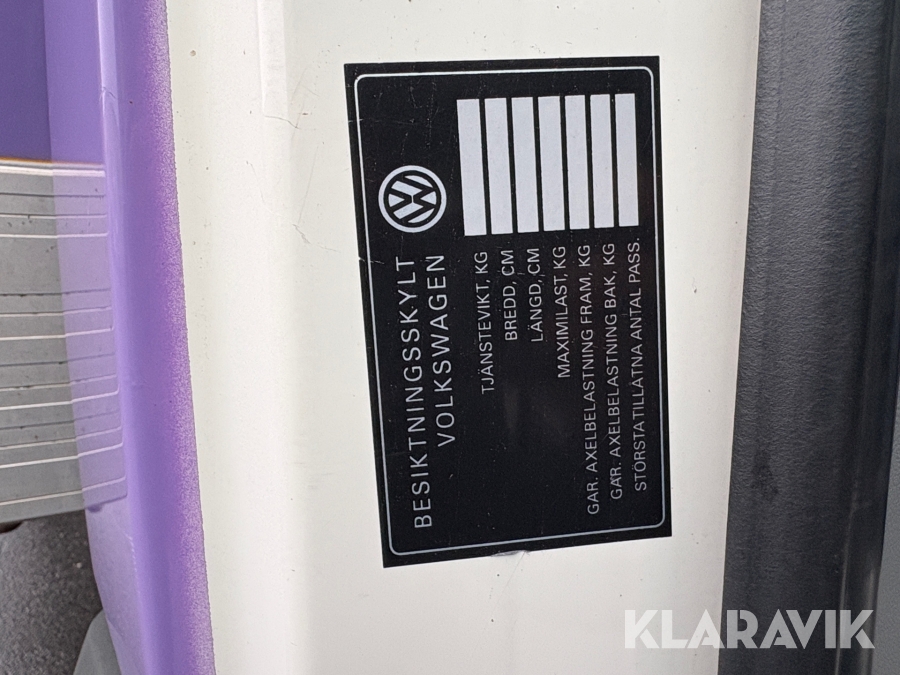 BESIKTNINGSSKYLT
VOLKSWAGEN
TJÄNSTEVIKT, KG
BREDD, CM
LÄNGD, CM
MAXIMILAST, KG
GAR. AXELBELASTNING FRAM, KG
GAR. AXELBELASTNING BAK, KG
STÖRSTA TILLÅTNA ANTAL PASS.
KLARAVIK